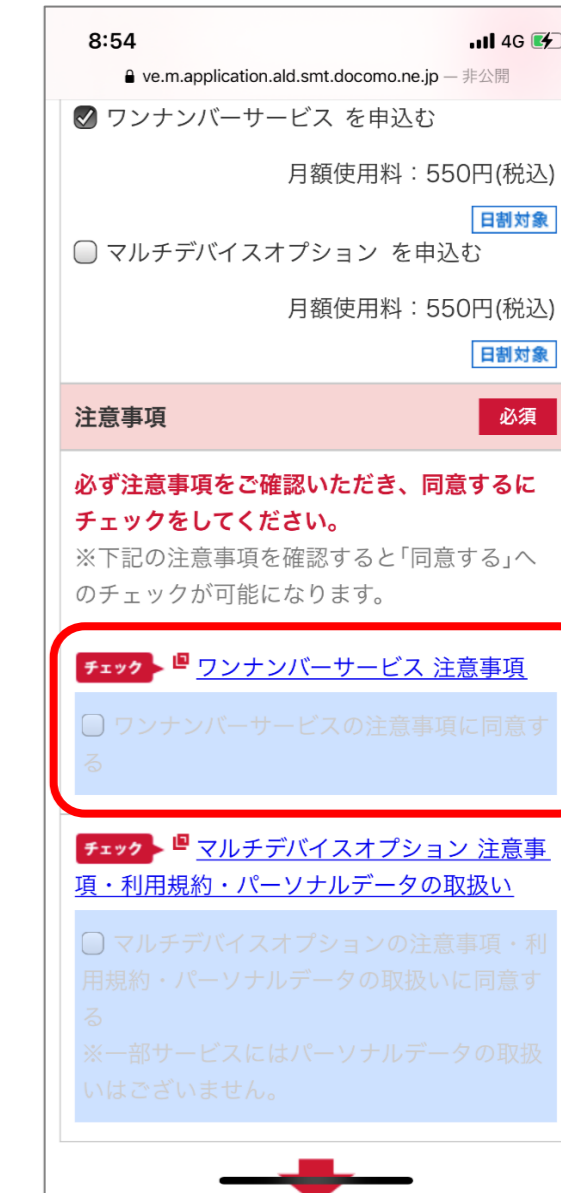 8:54
4G
ve.m.application.ald.smt.docomo.ne.jp — 非公開
ワンナンバーサービス を申込む
月額使用料：550円(税込)
日割対象
マルチデバイスオプション を申込む
月額使用料：550円(税込)
日割対象
注意事項
必須
必ず注意事項をご確認いただき、同意するに
チェックをしてください。
※下記の注意事項を確認すると「同意する」へ
のチェックが可能になります。
チェック ワンナンバーサービス 注意事項
ワンナンバーサービスの注意事項に同意す
る
チェック マルチデバイスオプション 注意事
項・利用規約・パーソナルデータの取扱い
マルチデバイスオプションの注意事項・利
用規約・パーソナルデータの取扱いに同意す
る
※一部サービスにはパーソナルデータの取扱
いはございません。